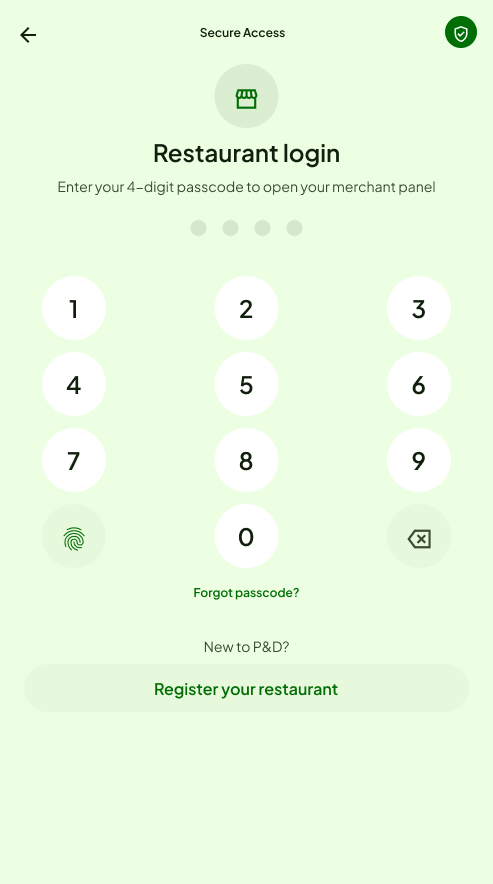 Secure Access
Restaurant login
Enter your 4-digit passcode to open your merchant panel
1 2 3
4 5 6
7 8 9
0
Forgot passcode?
New to P&D?
Register your restaurant